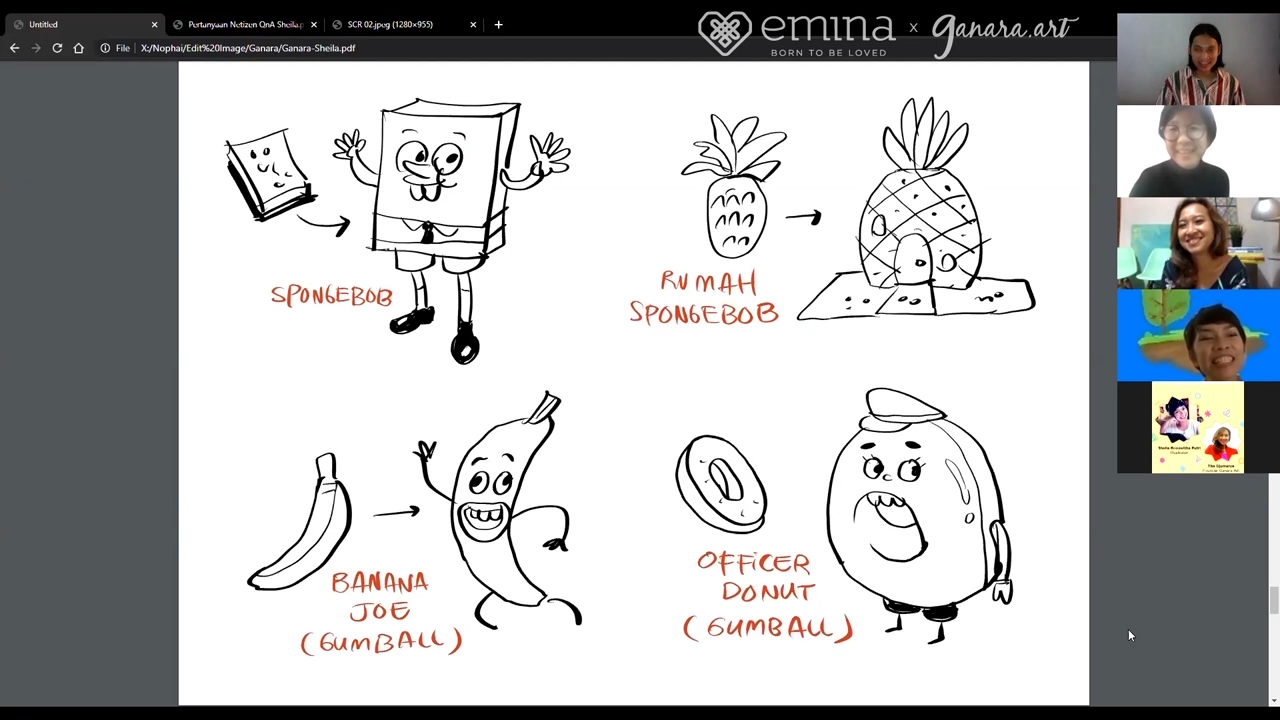 Untitled
Pertanyaan Netizen QnA Sheila.p
SCR 02.jpeg (1280×955)
File
X:/Nophai/Edit%20Image/Ganara/Ganara-Sheila.pdf
emina
BORN TO BE LOVED
x
ganara.art
SPONGEBOB
RUMAH
SPONGEBOB
BANANA
JOE
(GUMBALL)
OFFICER
DONUT
(GUMBALL)